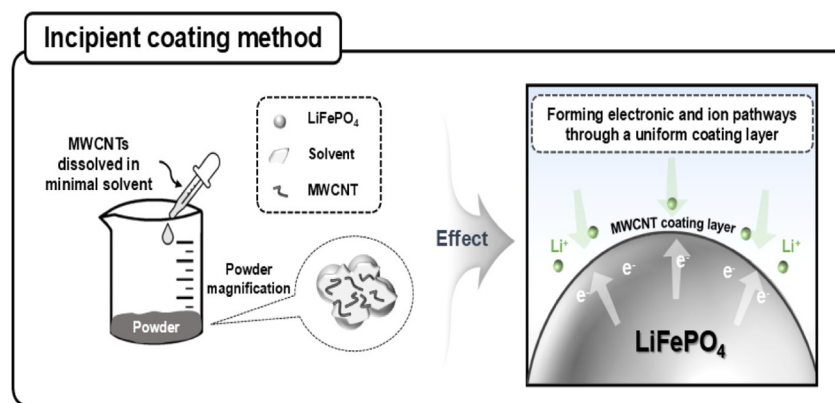 Incipient coating method
MWCNTs
dissolved in
minimal solvent
Powder
Powder
magnification
LiFePO₄
Solvent
MWCNT
Effect
Forming electronic and ion pathways
through a uniform coating layer
MWCNT coating layer
Li⁺
Li⁺
e⁻
e⁻
e⁻
e⁻
e⁻
LiFePO₄